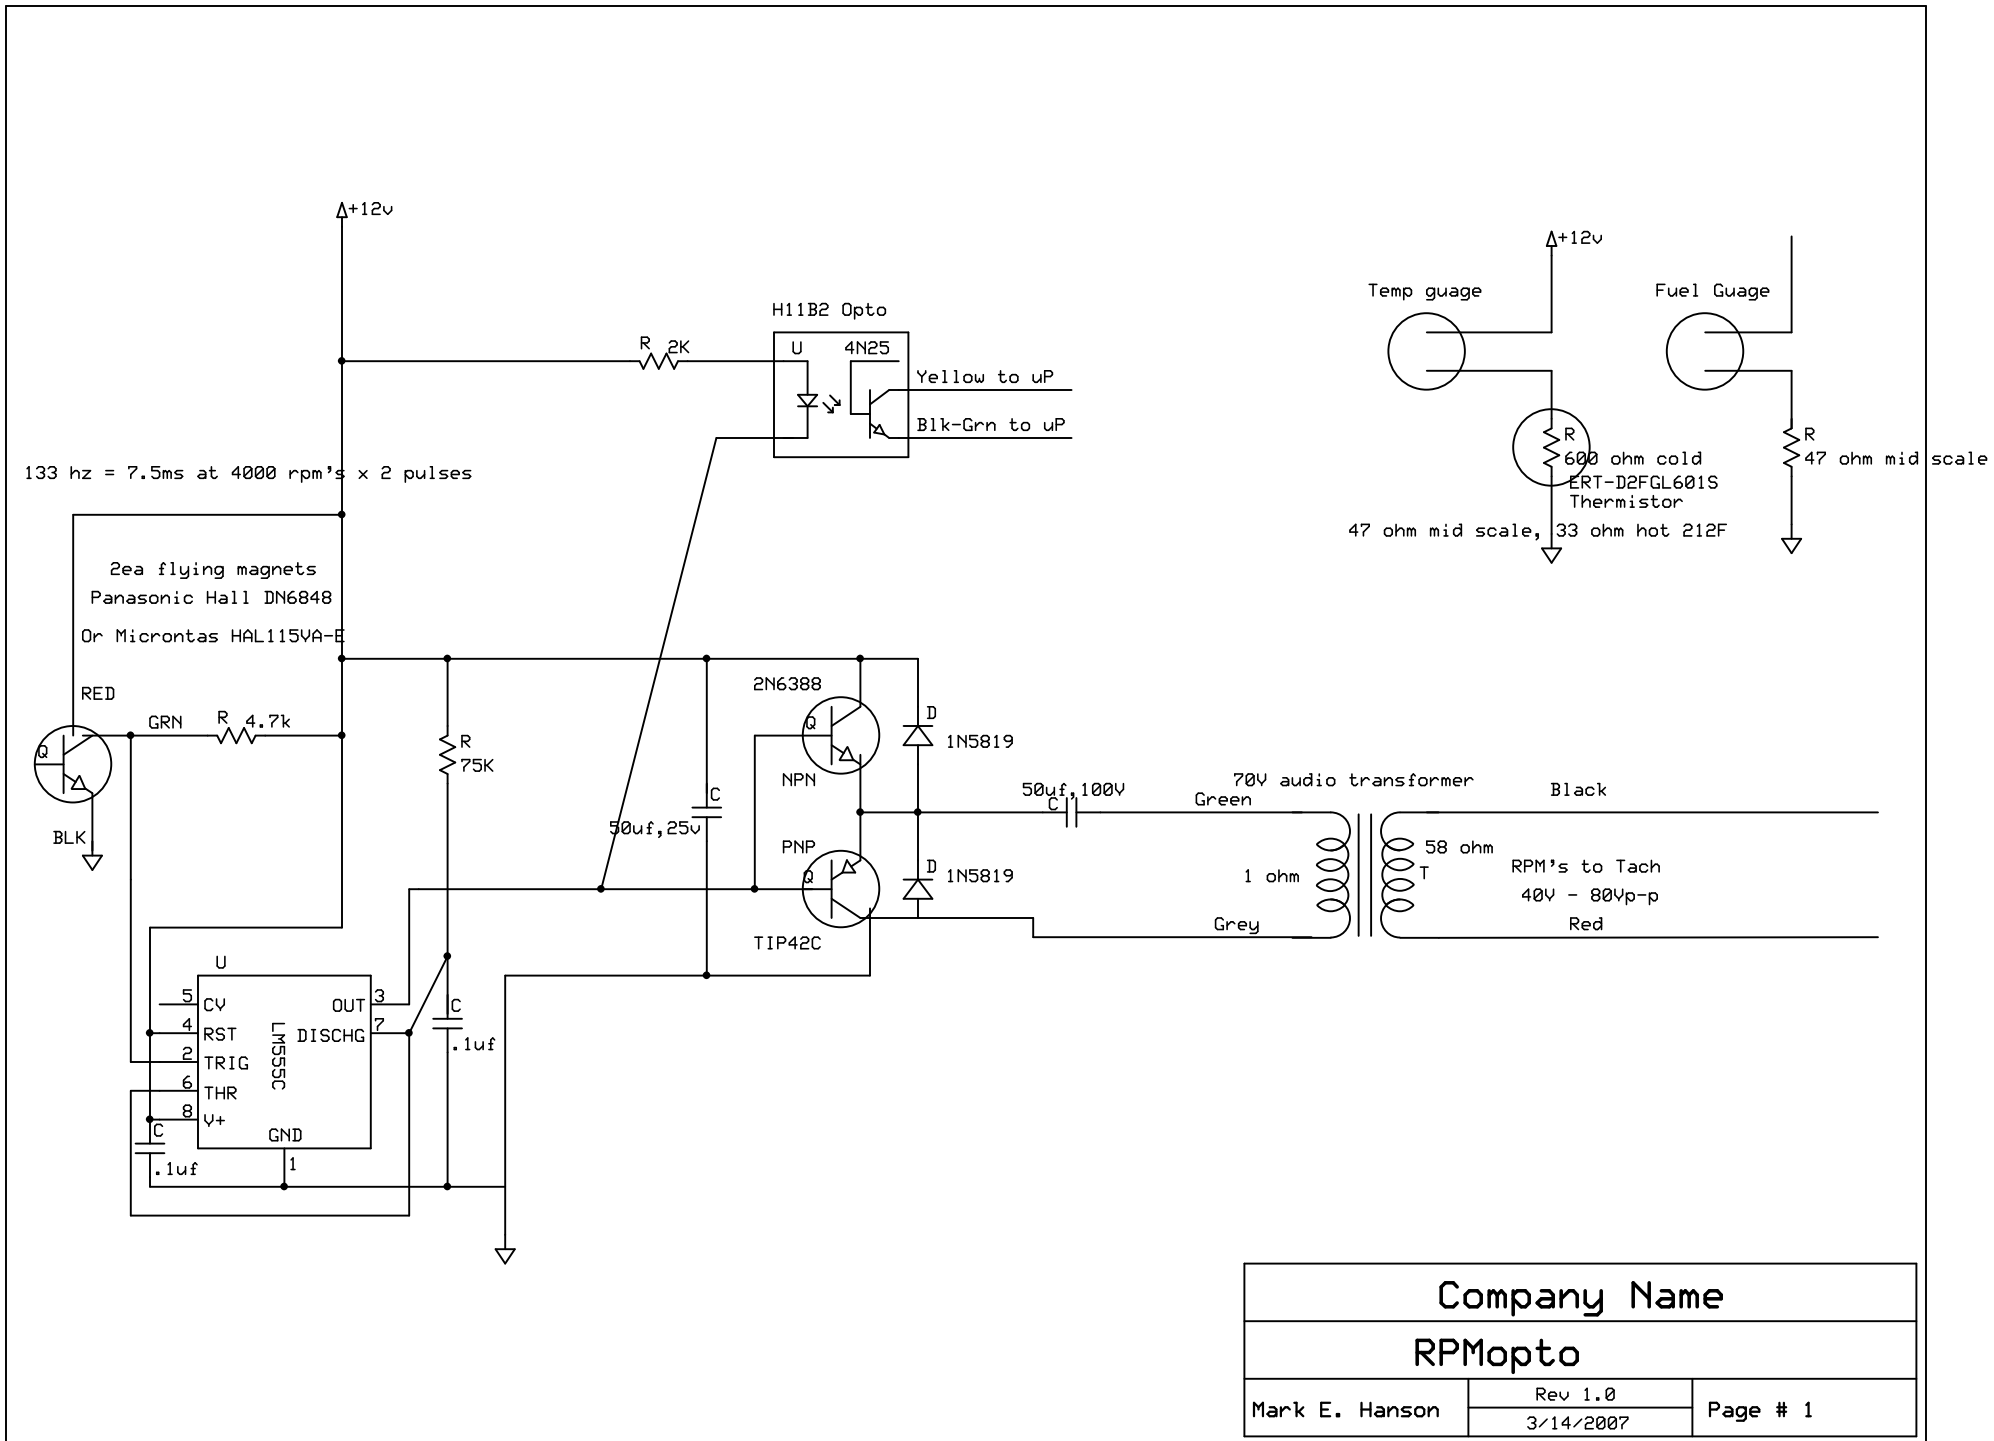 +12v
+12v
Temp guage
Fuel Guage
H11B2 Opto
R 2K
U 4N25
Yellow to uP
Blk-Grn to uP
R
600 ohm cold
ERT-D2FGL601S
Thermistor
47 ohm mid scale, 33 ohm hot 212F
R
47 ohm mid scale
133 hz = 7.5ms at 4000 rpm's x 2 pulses
2ea flying magnets
Panasonic Hall DN6848
Or Microntas HAL115VA-E
RED
GRN
R 4.7k
Q
BLK
R
75K
C
50uf,25v
2N6388
Q
NPN
D
1N5819
PNP
Q
TIP42C
D
1N5819
50uf,100V
C
70V audio transformer
Green
Black
58 ohm
T
1 ohm
RPM's to Tach
40V - 80Vp-p
Grey
Red
U
5 CV
4 RST
2 TRIG
6 THR
8 V+
OUT 3
DISCHG 7
LM555C
GND
1
C
.1uf
C
.1uf
Company Name
RPMopto
Mark E. Hanson
Rev 1.0
3/14/2007
Page # 1